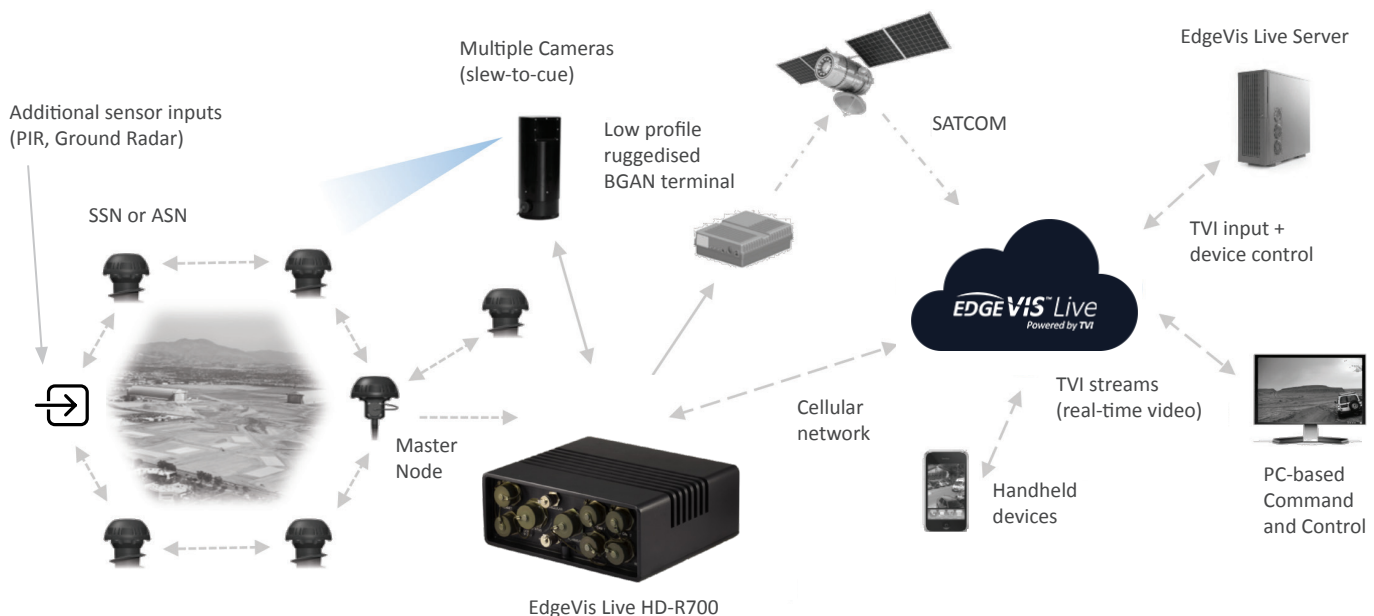 Additional sensor inputs
(PIR, Ground Radar)
SSN or ASN
Multiple Cameras
(slew-to-cue)
Low profile
ruggedised
BGAN terminal
SATCOM
EdgeVis Live Server
TVI input +
device control
EDGEVIS™ Live
Powered by TVI
Master
Node
Cellular
network
TVI streams
(real-time video)
Handheld
devices
PC-based
Command
and Control
EdgeVis Live HD-R700